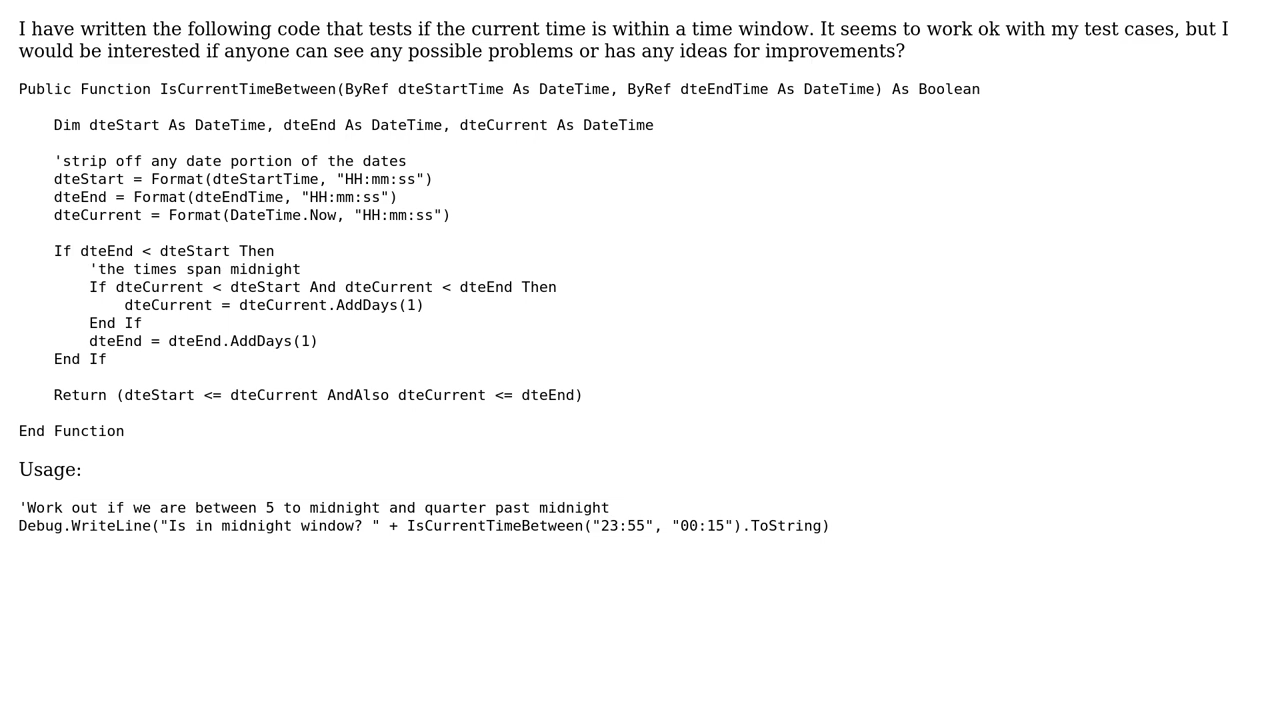 I have written the following code that tests if the current time is within a time window. It seems to work ok with my test cases, but I
would be interested if anyone can see any possible problems or has any ideas for improvements?
Public Function IsCurrentTimeBetween(ByRef dteStartTime As DateTime, ByRef dteEndTime As DateTime) As Boolean
    Dim dteStart As DateTime, dteEnd As DateTime, dteCurrent As DateTime
    'strip off any date portion of the dates
    dteStart = Format(dteStartTime, "HH:mm:ss")
    dteEnd = Format(dteEndTime, "HH:mm:ss")
    dteCurrent = Format(DateTime.Now, "HH:mm:ss")
    If dteEnd < dteStart Then
        'the times span midnight
        If dteCurrent < dteStart And dteCurrent < dteEnd Then
            dteCurrent = dteCurrent.AddDays(1)
        End If
        dteEnd = dteEnd.AddDays(1)
    End If
    Return (dteStart <= dteCurrent AndAlso dteCurrent <= dteEnd)
End Function
Usage:
'Work out if we are between 5 to midnight and quarter past midnight
Debug.WriteLine("Is in midnight window? " + IsCurrentTimeBetween("23:55", "00:15").ToString)